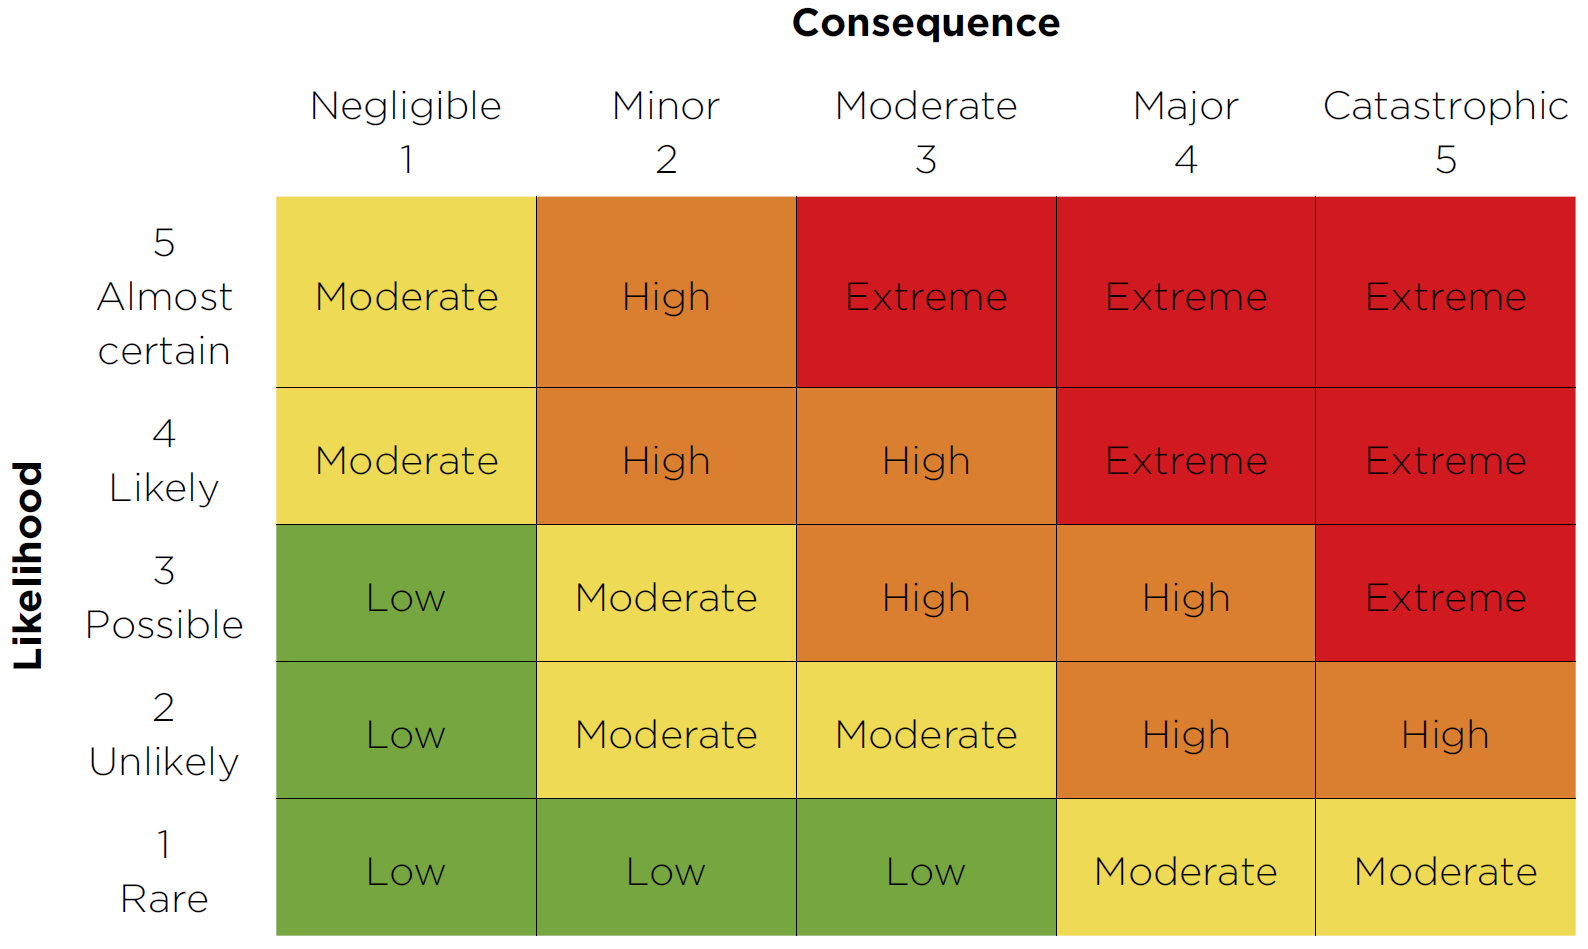 Consequence
Negligible Minor Moderate Major Catastrophic
1 2 3 4 5
5
Almost
certain
Moderate High Extreme Extreme Extreme
Likelihood
4
Likely
Moderate High High Extreme Extreme
3
Possible
Low Moderate High High Extreme
2
Unlikely
Low Moderate Moderate High High
1
Rare
Low Low Low Moderate Moderate